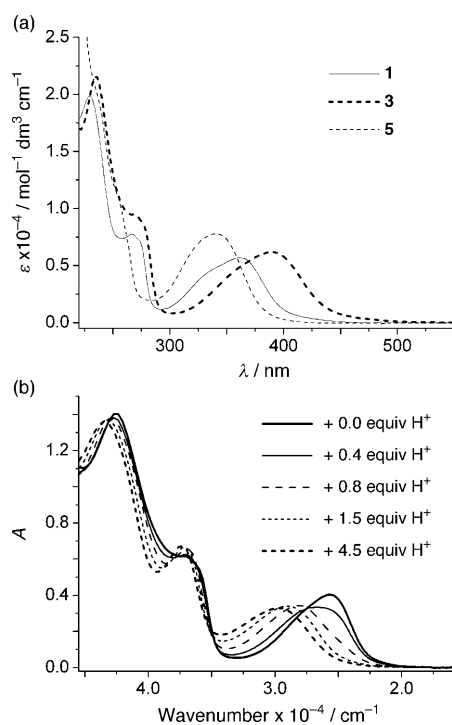 (a)
2.5
2.0
1.5
1.0
0.5
0.0
ε x10⁻⁴ / mol⁻¹ dm³ cm⁻¹
1
3
5
300
400
500
λ / nm
(b)
1.2
0.8
0.4
0.0
A
+ 0.0 equiv H⁺
+ 0.4 equiv H⁺
+ 0.8 equiv H⁺
+ 1.5 equiv H⁺
+ 4.5 equiv H⁺
4.0
3.0
2.0
Wavenumber x 10⁻⁴ / cm⁻¹